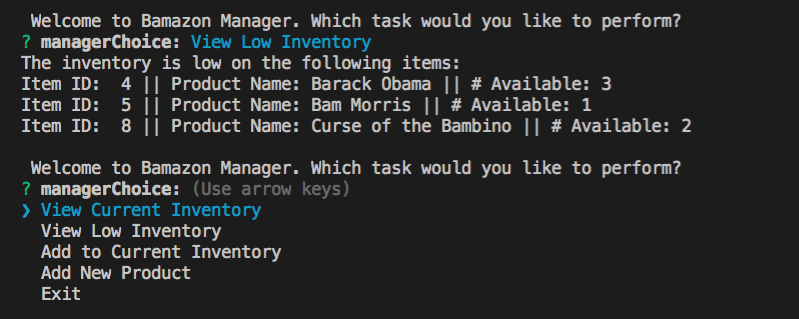 Welcome to Bamazon Manager. Which task would you like to perform?
? managerChoice: View Low Inventory
The inventory is low on the following items:
Item ID:  4 || Product Name: Barack Obama || # Available: 3
Item ID:  5 || Product Name: Bam Morris || # Available: 1
Item ID:  8 || Product Name: Curse of the Bambino || # Available: 2
Welcome to Bamazon Manager. Which task would you like to perform?
? managerChoice: (Use arrow keys)
❯ View Current Inventory
View Low Inventory
Add to Current Inventory
Add New Product
Exit